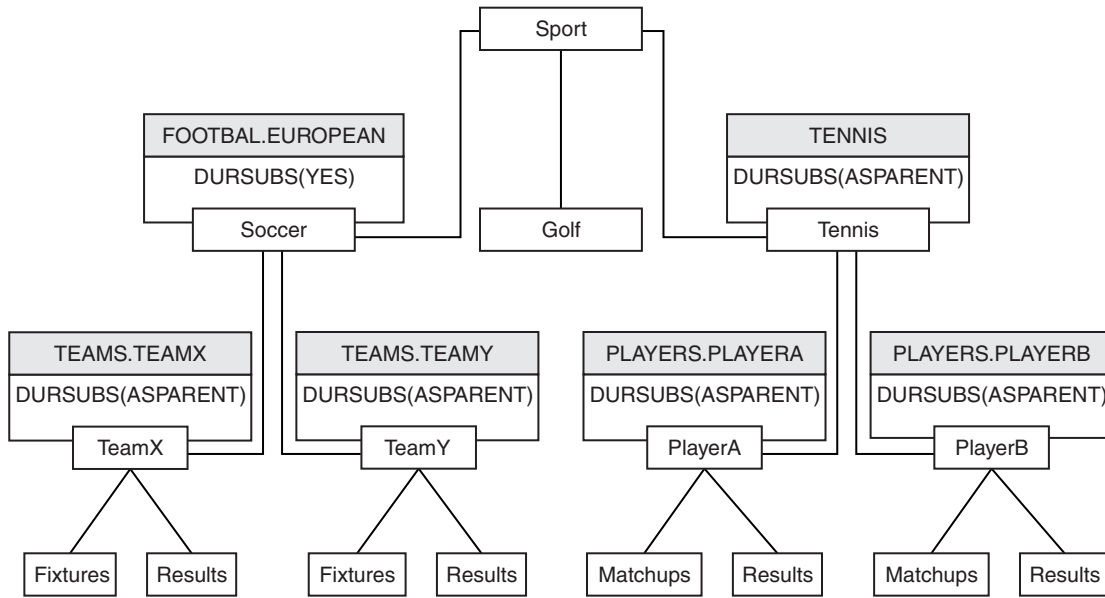 Sport
FOOTBAL.EUROPEAN
TENNIS
DURSUBS(YES)
DURSUBS(ASPARENT)
Soccer
Golf
Tennis
TEAMS.TEAMX
TEAMS.TEAMY
PLAYERS.PLAYERA
PLAYERS.PLAYERB
DURSUBS(ASPARENT)
DURSUBS(ASPARENT)
DURSUBS(ASPARENT)
DURSUBS(ASPARENT)
TeamX
TeamY
PlayerA
PlayerB
Fixtures
Results
Fixtures
Results
Matchups
Results
Matchups
Results